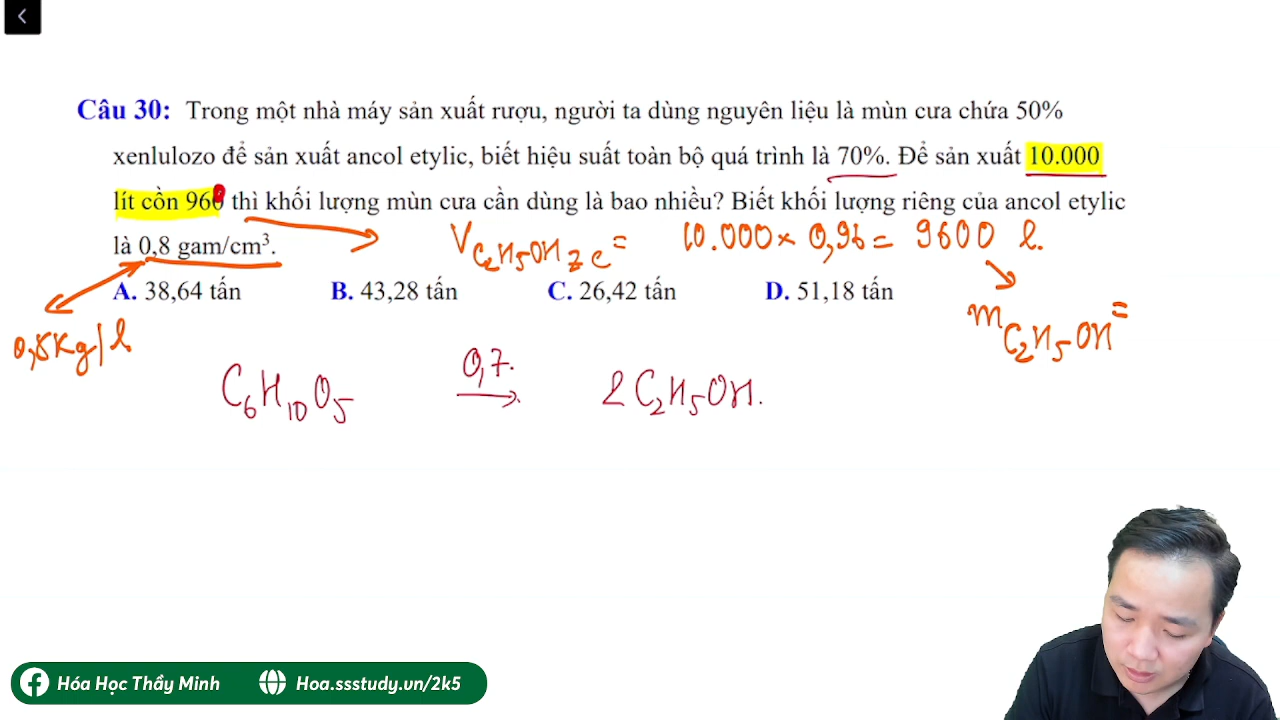 Câu 30: Trong một nhà máy sản xuất rượu, người ta dùng nguyên liệu là mùn cưa chứa 50%
xenlulozo để sản xuất ancol etylic, biết hiệu suất toàn bộ quá trình là 70%. Để sản xuất 10.000
lít cồn 960 thì khối lượng mùn cưa cần dùng là bao nhiều? Biết khối lượng riêng của ancol etylic
là 0,8 gam/cm³.
V C₂H₅OH = 10.000 × 0,96 = 9600 l.
A. 38,64 tấn B. 43,28 tấn C. 26,42 tấn D. 51,18 tấn
0,8kg/l
m C₂H₅OH =
C₆H₁₀O₅ 0,7. → 2C₂H₅OH.
Hóa Học Thầy Minh Hoa.ssstudy.vn/2k5